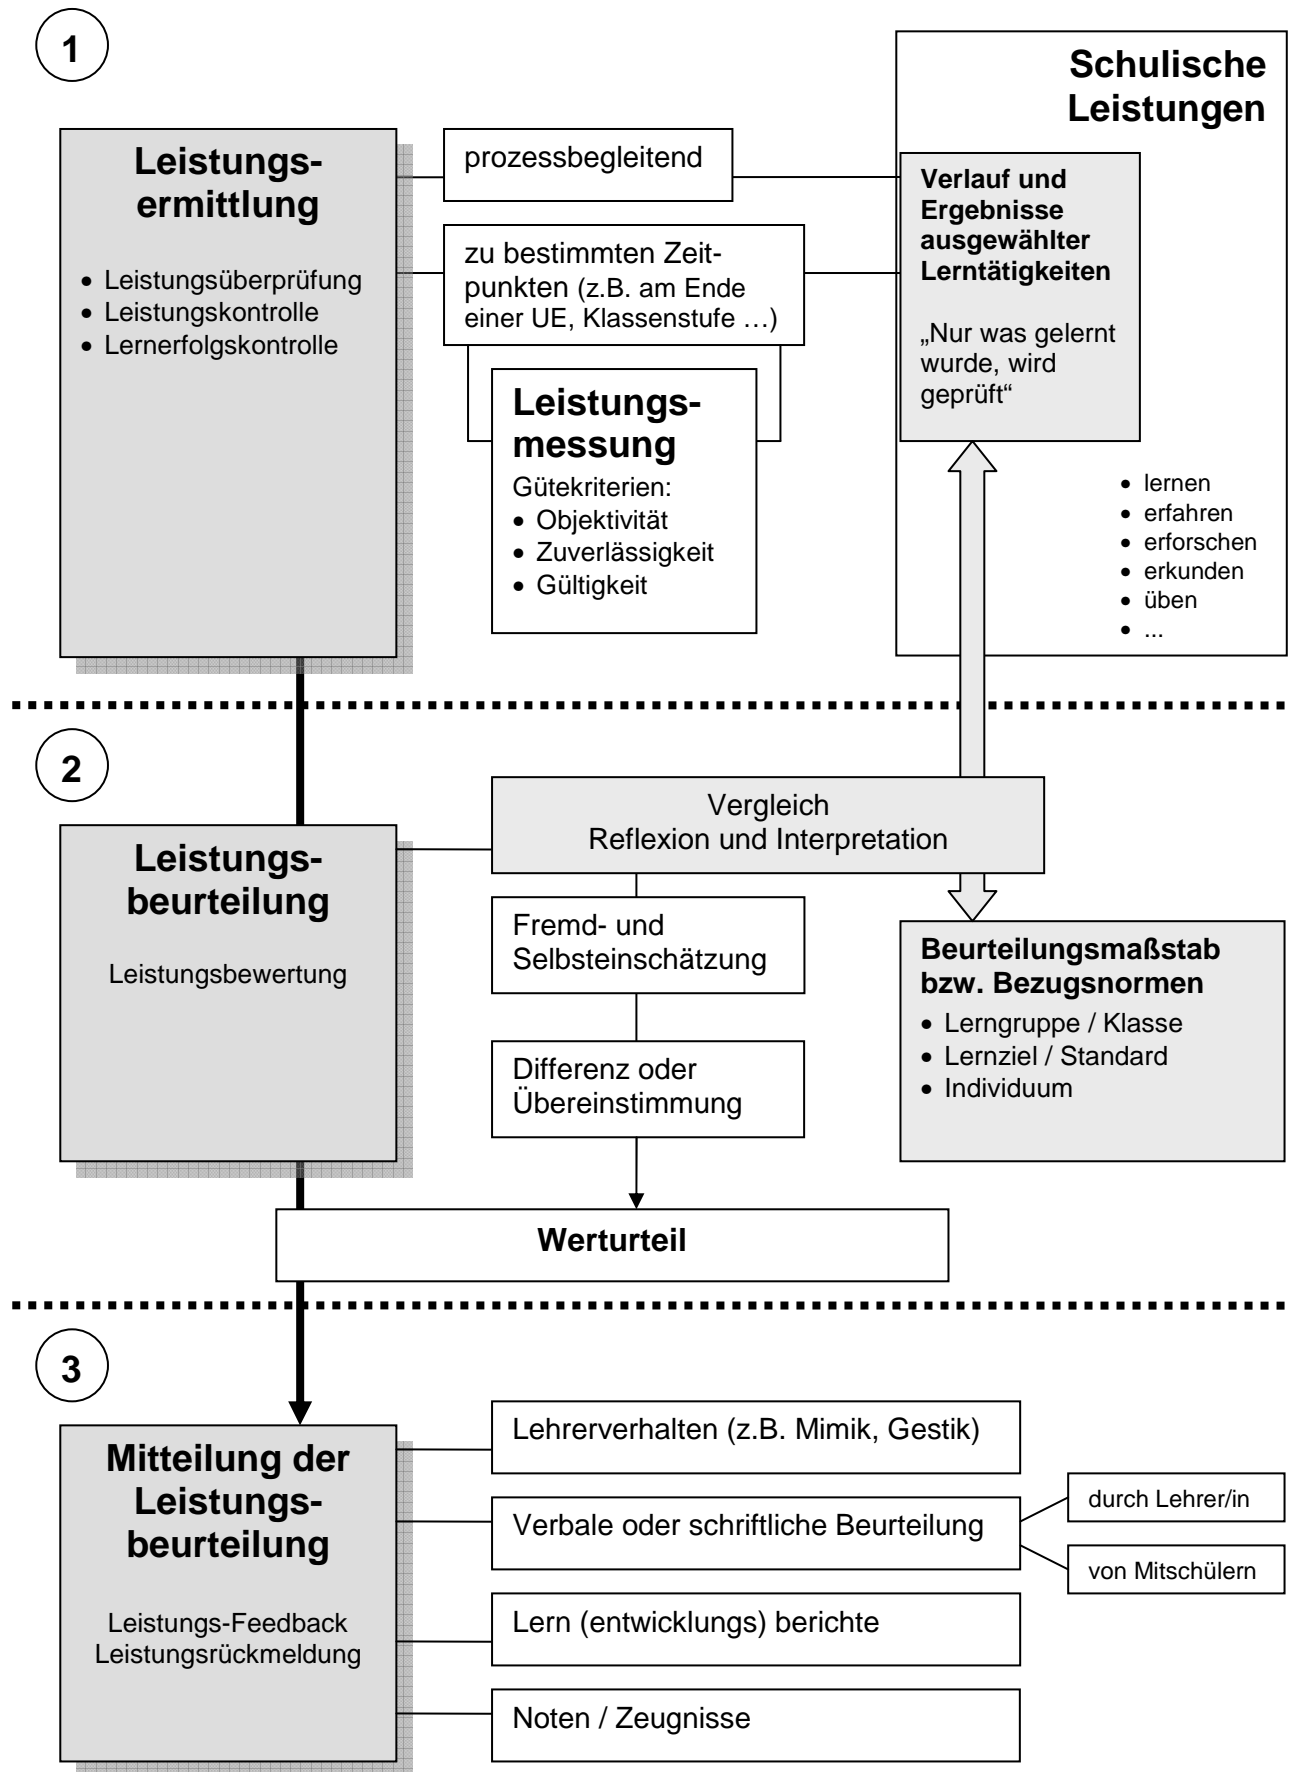 1
Schulische
Leistungen
Leistungs-
ermittlung
• Leistungsüberprüfung
• Leistungskontrolle
• Lernerfolgskontrolle
prozessbegleitend
zu bestimmten Zeit-
punkten (z.B. am Ende
einer UE, Klassenstufe …)
Leistungs-
messung
Gütekriterien:
• Objektivität
• Zuverlässigkeit
• Gültigkeit
Verlauf und
Ergebnisse
ausgewählter
Lerntätigkeiten
„Nur was gelernt
wurde, wird
geprüft“
• lernen
• erfahren
• erforschen
• erkunden
• üben
• ...
2
Leistungs-
beurteilung
Leistungsbewertung
Vergleich
Reflexion und Interpretation
Fremd- und
Selbsteinschätzung
Differenz oder
Übereinstimmung
Beurteilungsmaßstab
bzw. Bezugsnormen
• Lerngruppe / Klasse
• Lernziel / Standard
• Individuum
Werturteil
3
Mitteilung der
Leistungs-
beurteilung
Leistungs-Feedback
Leistungsrückmeldung
Lehrerverhalten (z.B. Mimik, Gestik)
Verbale oder schriftliche Beurteilung
durch Lehrer/in
von Mitschülern
Lern (entwicklungs) berichte
Noten / Zeugnisse